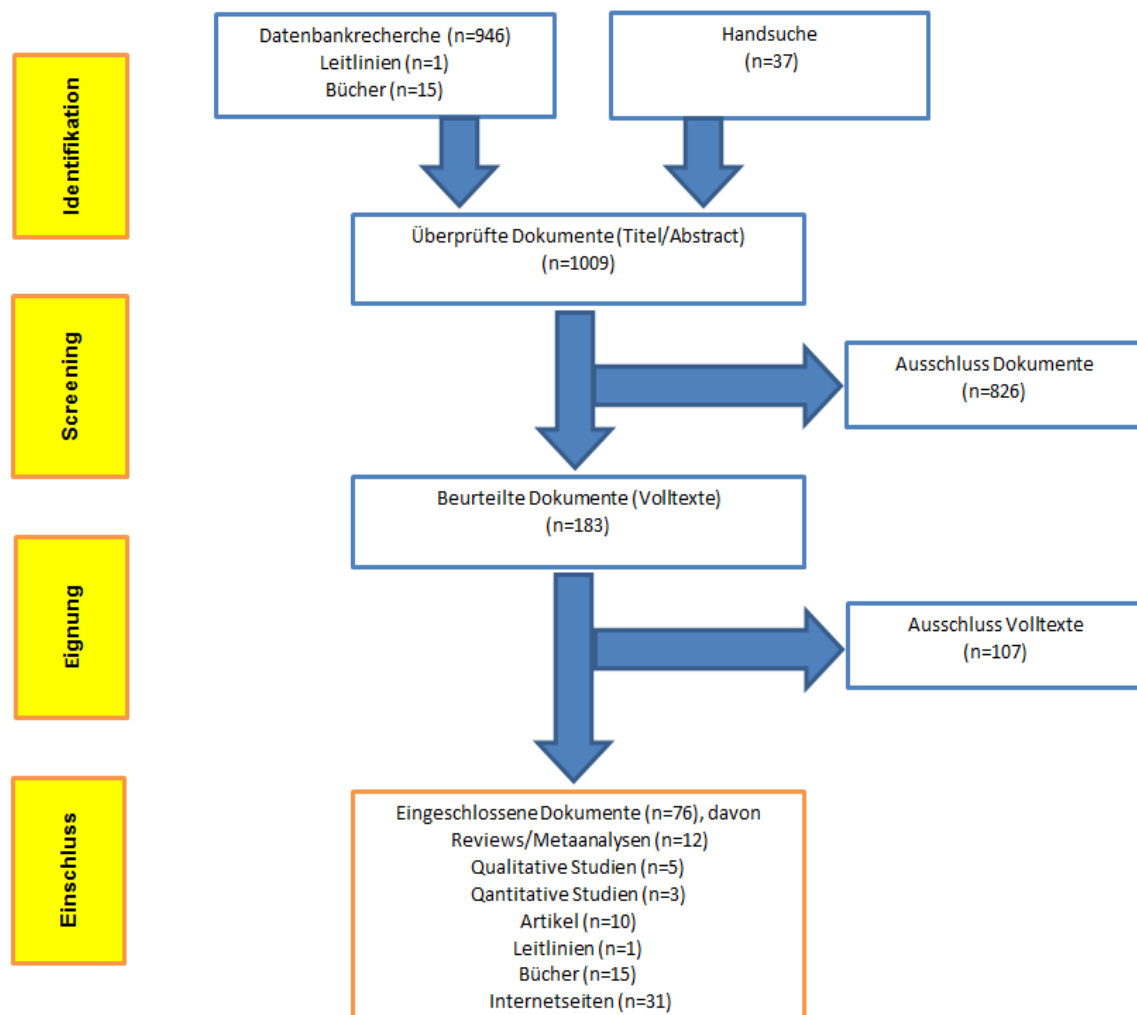 Identifikation
Datenbankrecherche (n=946)
Leitlinien (n=1)
Bücher (n=15)
Handsuche
(n=37)
Überprüfte Dokumente (Titel/Abstract)
(n=1009)
Screening
Ausschluss Dokumente
(n=826)
Beurteilte Dokumente (Volltexte)
(n=183)
Eignung
Ausschluss Volltexte
(n=107)
Einschluss
Eingeschlossene Dokumente (n=76), davon
Reviews/Metaanalysen (n=12)
Qualitative Studien (n=5)
Qantitative Studien (n=3)
Artikel (n=10)
Leitlinien (n=1)
Bücher (n=15)
Internetseiten (n=31)